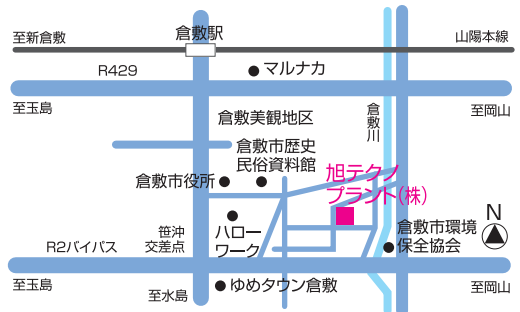 倉敷駅
至新倉敷
山陽本線
R429
マルナカ
至玉島
至岡山
倉敷川
倉敷美観地区
倉敷市歴史
民俗資料館
倉敷市役所
旭テクノ
プラント(株)
ハロー
ワーク
笹沖
交差点
R2バイパス
倉敷市環境
保全協会
N
至玉島
至水島
ゆめタウン倉敷
至岡山